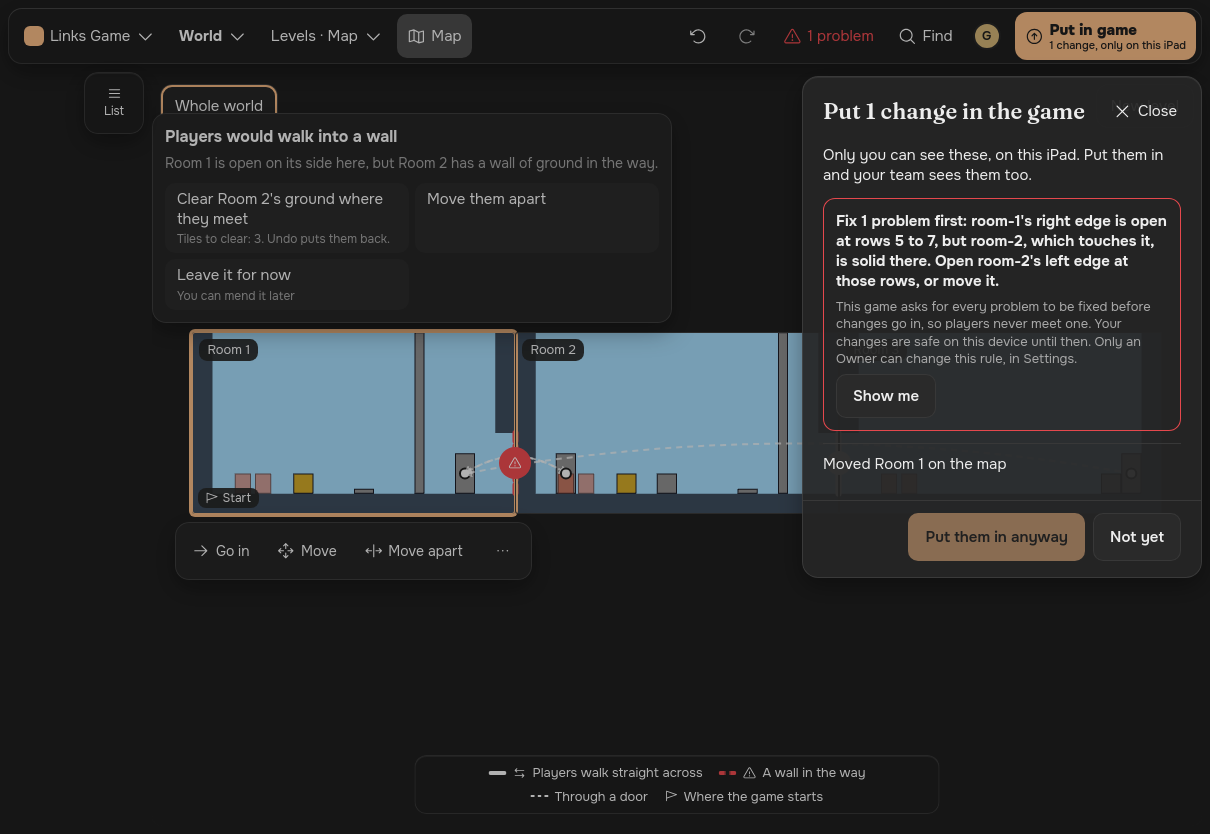 Links Game
World
Levels · Map
Map
1 problem
Find
G
Put in game
1 change, only on this iPad
List
Whole world
Players would walk into a wall
Room 1 is open on its side here, but Room 2 has a wall of ground in the way.
Clear Room 2's ground where
they meet
Tiles to clear: 3. Undo puts them back.
Move them apart
Leave it for now
You can mend it later
Room 1
Room 2
Start
Go in
Move
Move apart
...
Put 1 change in the game
Close
Only you can see these, on this iPad. Put them in
and your team sees them too.
Fix 1 problem first: room-1's right edge is open
at rows 5 to 7, but room-2, which touches it,
is solid there. Open room-2's left edge at
those rows, or move it.
This game asks for every problem to be fixed before
changes go in, so players never meet one. Your
changes are safe on this device until then. Only an
Owner can change this rule, in Settings.
Show me
Moved Room 1 on the map
Put them in anyway
Not yet
Players walk straight across
A wall in the way
Through a door
Where the game starts